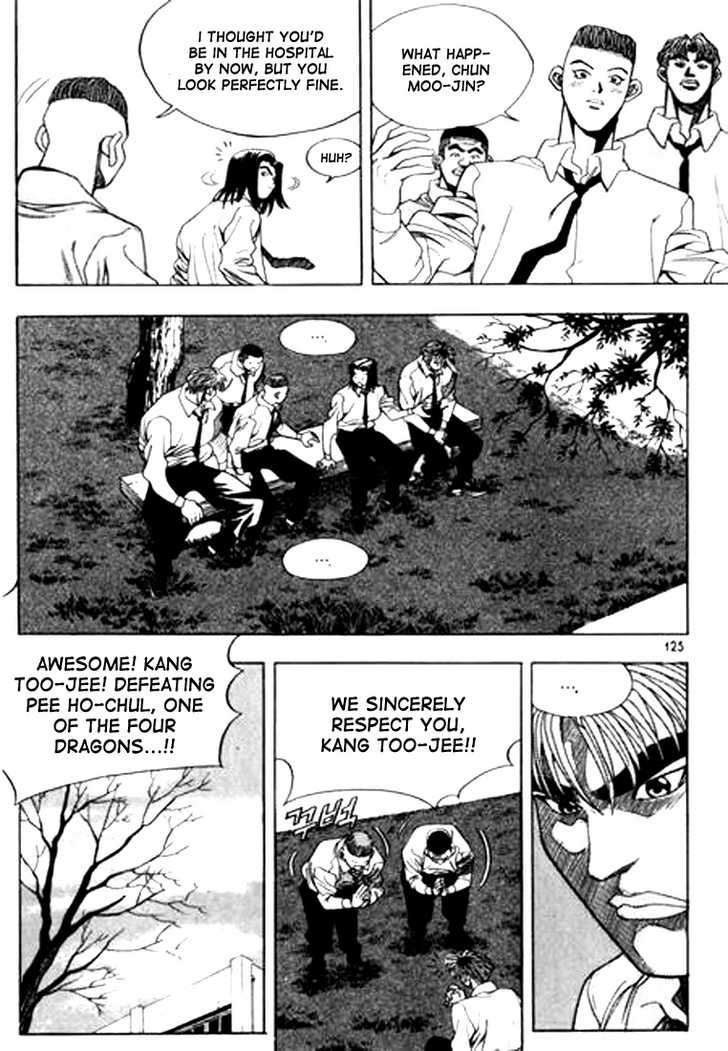 I THOUGHT YOU'D
BE IN THE HOSPITAL
BY NOW, BUT YOU
LOOK PERFECTLY FINE.
HUH?
WHAT HAPP-
ENED, CHUN
MOO-JIN?
...
...
125
AWESOME! KANG
TOO-JEE! DEFEATING
PEE HO-CHUL, ONE
OF THE FOUR
DRAGONS...!!
WE SINCERELY
RESPECT YOU,
KANG TOO-JEE!!
꾸벅
...